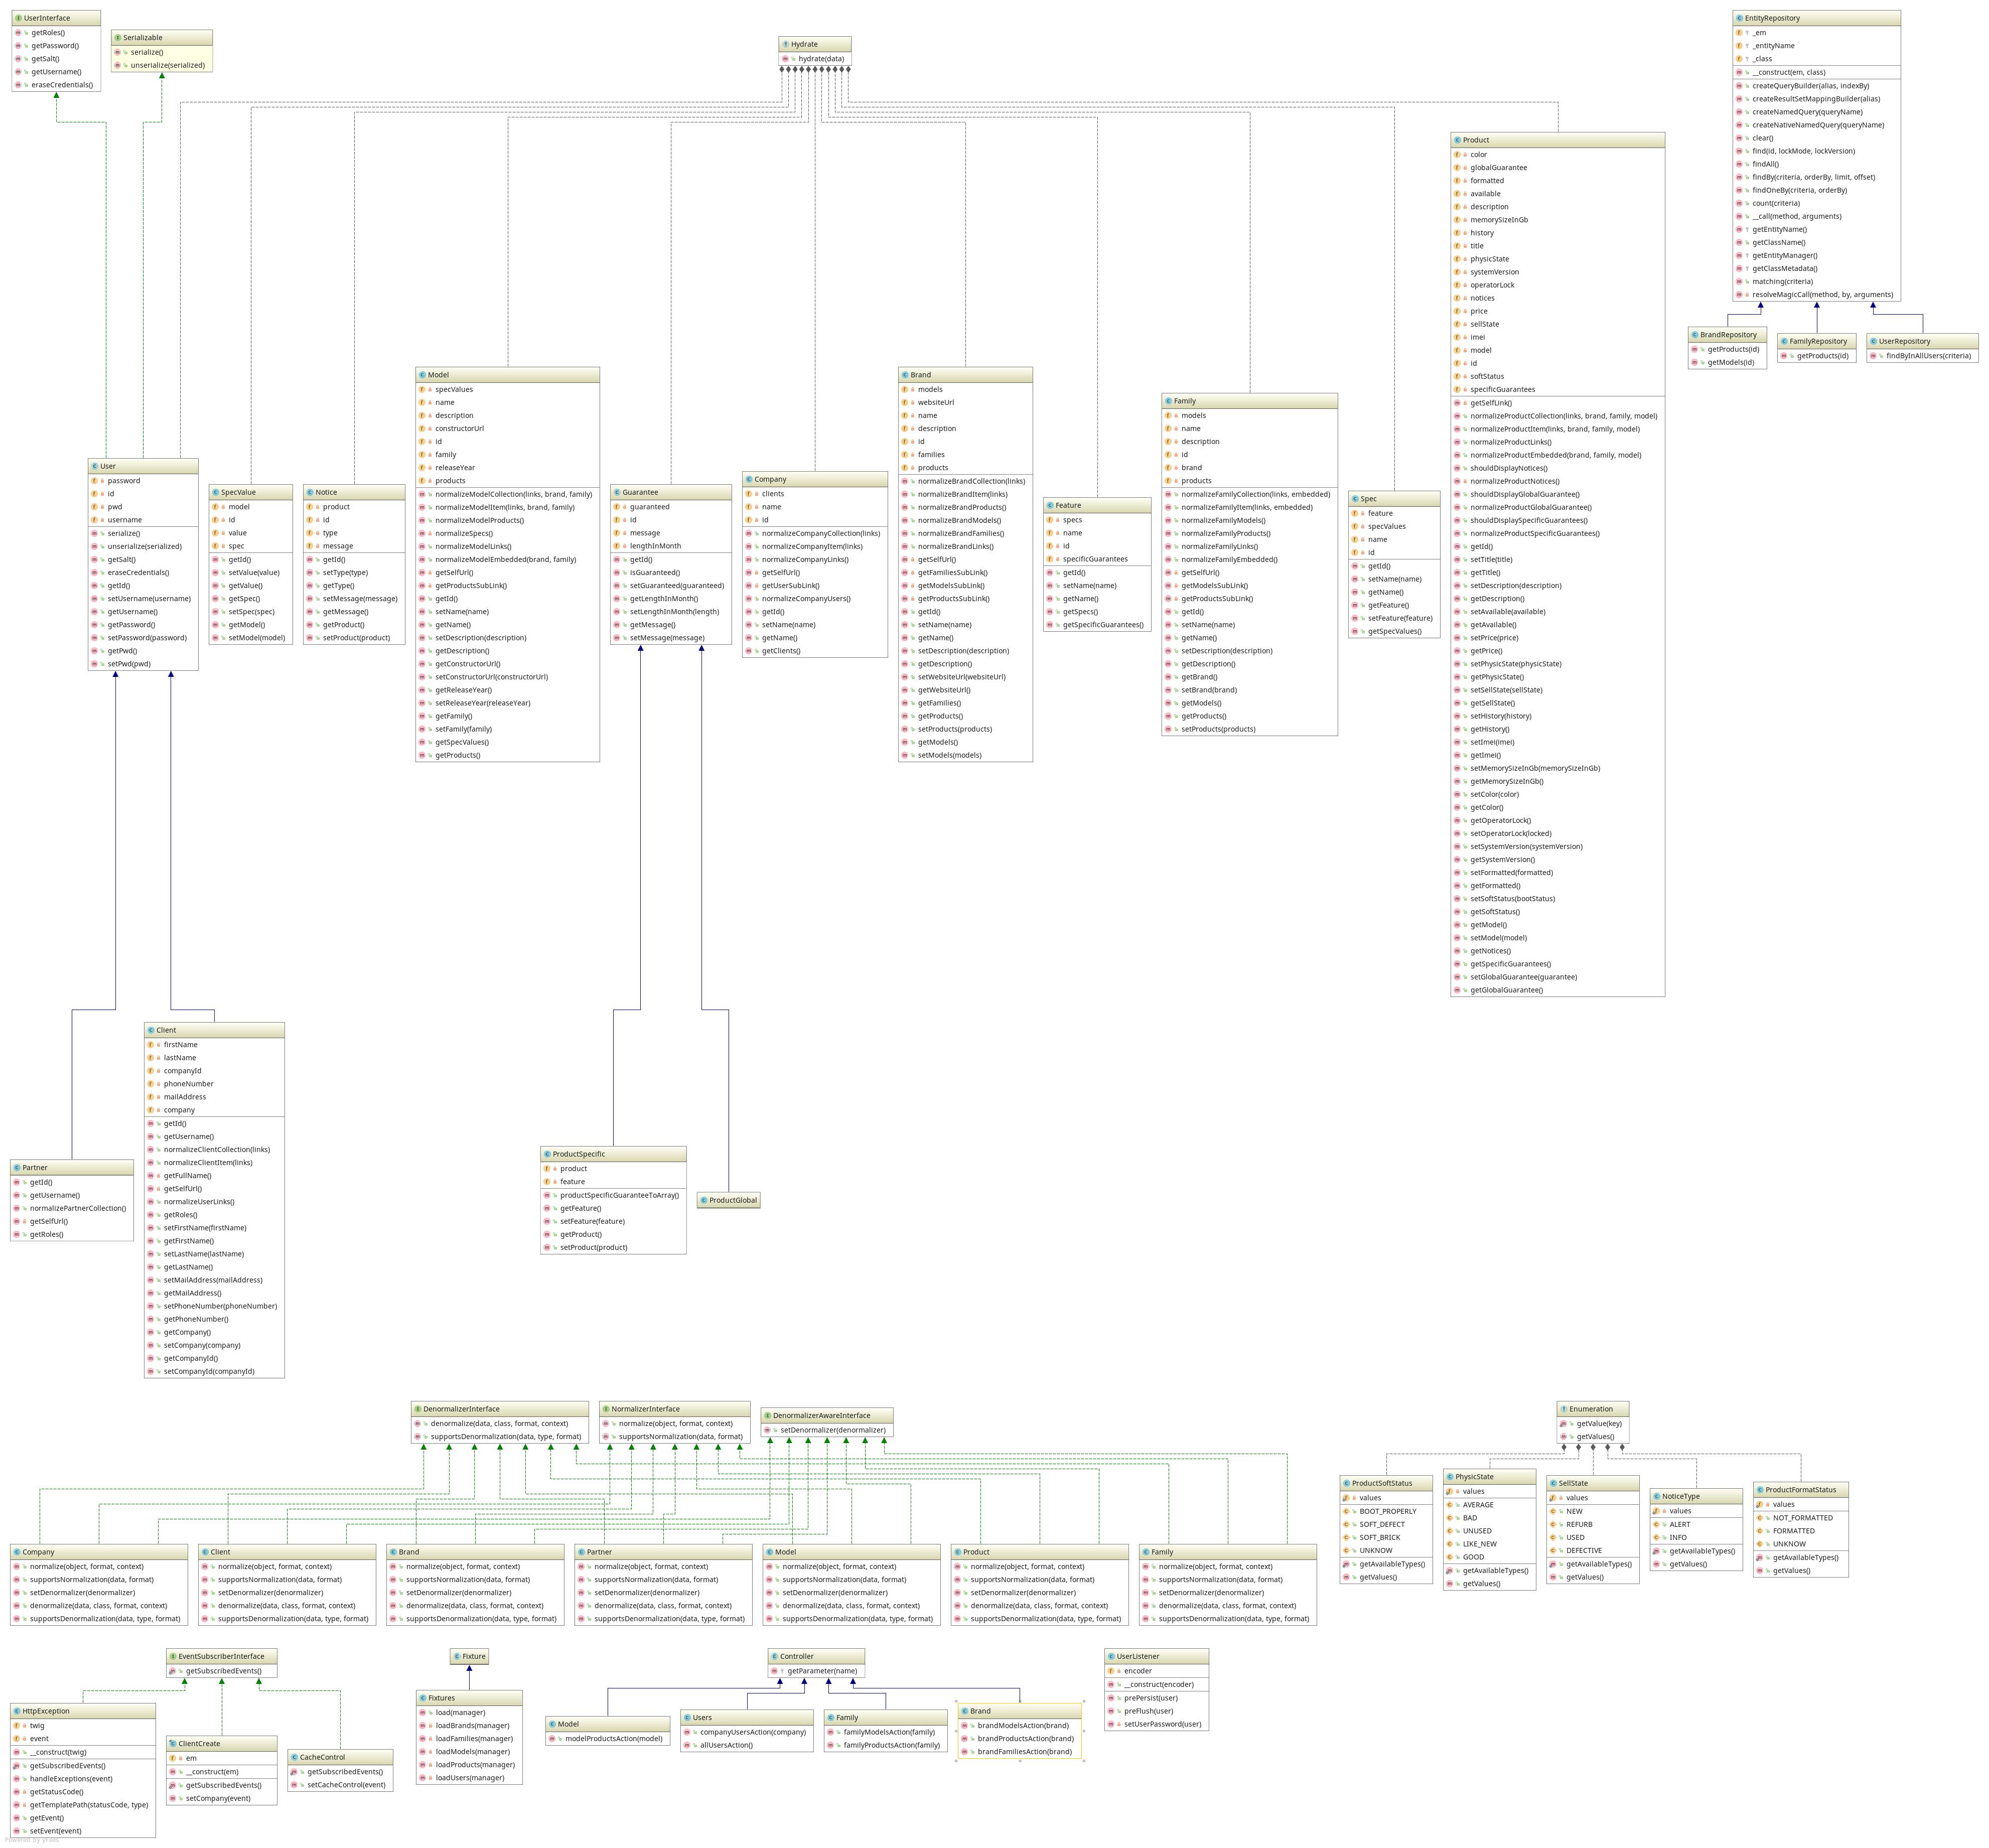 UserInterface
getRoles()
getPassword()
getSalt()
getUsername()
eraseCredentials()
Serializable
serialize()
unserialize(serialized)
Hydrate
hydrate(data)
EntityRepository
_em
_entityName
_class
__construct(em, class)
createQueryBuilder(alias, indexBy)
createResultSetMappingBuilder(alias)
createNamedQuery(queryName)
createNativeNamedQuery(queryName)
clear()
find(id, lockMode, lockVersion)
findAll()
findBy(criteria, orderBy, limit, offset)
findOneBy(criteria, orderBy)
count(criteria)
__call(method, arguments)
getEntityName()
getClassName()
getEntityManager()
getClassMetadata()
matching(criteria)
resolveMagicCall(method, by, arguments)
BrandRepository
getProducts(id)
getModels(id)
FamilyRepository
getProducts(id)
UserRepository
findByInAllUsers(criteria)
Product
color
globalGuarantee
formatted
available
description
memorySizeInGb
history
title
physicState
systemVersion
operatorLock
notices
price
sellState
imei
model
id
softStatus
specificGuarantees
getSelfLink()
normalizeProductCollection(links, brand, family, model)
normalizeProductItem(links, brand, family, model)
normalizeProductLinks()
normalizeProductEmbedded(brand, family, model)
shouldDisplayNotices()
normalizeProductNotices()
shouldDisplayGlobalGuarantee()
normalizeProductGlobalGuarantee()
shouldDisplaySpecificGuarantees()
normalizeProductSpecificGuarantees()
getId()
setTitle(title)
getTitle()
setDescription(description)
getDescription()
setAvailable(available)
getAvailable()
setPrice(price)
getPrice()
setPhysicState(physicState)
getPhysicState()
setSellState(sellState)
getSellState()
setHistory(history)
getHistory()
setImei(imei)
getImei()
setMemorySizeInGb(memorySizeInGb)
getMemorySizeInGb()
setColor(color)
getColor()
getOperatorLock()
setOperatorLock(locked)
setSystemVersion(systemVersion)
getSystemVersion()
setFormatted(formatted)
getFormatted()
setSoftStatus(bootStatus)
getSoftStatus()
getModel()
setModel(model)
getNotices()
getSpecificGuarantees()
setGlobalGuarantee(guarantee)
getGlobalGuarantee()
User
password
id
pwd
username
serialize()
unserialize(serialized)
getSalt()
eraseCredentials()
getId()
setUsername(username)
getUsername()
getPassword()
setPassword(password)
getPwd()
setPwd(pwd)
SpecValue
model
id
value
spec
getId()
setValue(value)
getValue()
getSpec()
setSpec(spec)
getModel()
setModel(model)
Notice
product
id
type
message
getId()
setType(type)
getType()
setMessage(message)
getMessage()
getProduct()
setProduct(product)
Model
specValues
name
description
constructorUrl
id
family
releaseYear
products
normalizeModelCollection(links, brand, family)
normalizeModelItem(links, brand, family)
normalizeModelProducts()
normalizeSpecs()
normalizeModelLinks()
normalizeModelEmbedded(brand, family)
getSelfUrl()
getProductsSubLink()
getId()
setName(name)
getName()
setDescription(description)
getDescription()
getConstructorUrl()
setConstructorUrl(constructorUrl)
getReleaseYear()
setReleaseYear(releaseYear)
getFamily()
setFamily(family)
getSpecValues()
getProducts()
Guarantee
guaranteed
id
message
lengthInMonth
getId()
isGuaranteed()
setGuaranteed(guaranteed)
getLengthInMonth()
setLengthInMonth(length)
getMessage()
setMessage(message)
Company
clients
name
id
normalizeCompanyCollection(links)
normalizeCompanyItem(links)
normalizeCompanyLinks()
getSelfUrl()
getUserSubLink()
normalizeCompanyUsers()
getId()
setName(name)
getName()
getClients()
Brand
models
websiteUrl
name
description
id
families
products
normalizeBrandCollection(links)
normalizeBrandItem(links)
normalizeBrandProducts()
normalizeBrandModels()
normalizeBrandFamilies()
normalizeBrandLinks()
getSelfUrl()
getFamiliesSubLink()
getModelsSubLink()
getProductsSubLink()
getId()
setName(name)
getName()
setDescription(description)
getDescription()
setWebsiteUrl(websiteUrl)
getWebsiteUrl()
getFamilies()
getProducts()
setProducts(products)
getModels()
setModels(models)
Feature
specs
name
id
specificGuarantees
getId()
setName(name)
getName()
getSpecs()
getSpecificGuarantees()
Family
models
name
description
id
brand
products
normalizeFamilyCollection(links, embedded)
normalizeFamilyItem(links, embedded)
normalizeFamilyModels()
normalizeFamilyProducts()
normalizeFamilyLinks()
normalizeFamilyEmbedded()
getSelfUrl()
getModelsSubLink()
getProductsSubLink()
getId()
setName(name)
getName()
setDescription(description)
getDescription()
getBrand()
setBrand(brand)
getModels()
getProducts()
setProducts(products)
Spec
feature
specValues
name
id
getId()
setName(name)
getName()
getFeature()
setFeature(feature)
getSpecValues()
Partner
getId()
getUsername()
normalizePartnerCollection()
getSelfUrl()
getRoles()
Client
firstName
lastName
companyId
phoneNumber
mailAddress
company
getId()
getUsername()
normalizeClientCollection(links)
normalizeClientItem(links)
getFullName()
getSelfUrl()
normalizeUserLinks()
getRoles()
setFirstName(firstName)
getFirstName()
setLastName(lastName)
getLastName()
setMailAddress(mailAddress)
getMailAddress()
setPhoneNumber(phoneNumber)
getPhoneNumber()
getCompany()
setCompany(company)
getCompanyId()
setCompanyId(companyId)
ProductSpecific
product
feature
productSpecificGuaranteeToArray()
getFeature()
setFeature(feature)
getProduct()
setProduct(product)
ProductGlobal
DenormalizerInterface
denormalize(data, class, format, context)
supportsDenormalization(data, type, format)
NormalizerInterface
normalize(object, format, context)
supportsNormalization(data, format)
DenormalizerAwareInterface
setDenormalizer(denormalizer)
Enumeration
getValue(key)
getValues()
ProductSoftStatus
values
BOOT_PROPERLY
SOFT_DEFECT
SOFT_BRICK
UNKNOW
getAvailableTypes()
getValues()
PhysicState
values
AVERAGE
BAD
UNUSED
LIKE_NEW
GOOD
getAvailableTypes()
getValues()
SellState
values
NEW
REFURB
USED
DEFECTIVE
getAvailableTypes()
getValues()
NoticeType
values
ALERT
INFO
getAvailableTypes()
getValues()
ProductFormatStatus
values
NOT_FORMATTED
FORMATTED
UNKNOW
getAvailableTypes()
getValues()
Company
normalize(object, format, context)
supportsNormalization(data, format)
setDenormalizer(denormalizer)
denormalize(data, class, format, context)
supportsDenormalization(data, type, format)
Client
normalize(object, format, context)
supportsNormalization(data, format)
setDenormalizer(denormalizer)
denormalize(data, class, format, context)
supportsDenormalization(data, type, format)
Brand
normalize(object, format, context)
supportsNormalization(data, format)
setDenormalizer(denormalizer)
denormalize(data, class, format, context)
supportsDenormalization(data, type, format)
Partner
normalize(object, format, context)
supportsNormalization(data, format)
setDenormalizer(denormalizer)
denormalize(data, class, format, context)
supportsDenormalization(data, type, format)
Model
normalize(object, format, context)
supportsNormalization(data, format)
setDenormalizer(denormalizer)
denormalize(data, class, format, context)
supportsDenormalization(data, type, format)
Product
normalize(object, format, context)
supportsNormalization(data, format)
setDenormalizer(denormalizer)
denormalize(data, class, format, context)
supportsDenormalization(data, type, format)
Family
normalize(object, format, context)
supportsNormalization(data, format)
setDenormalizer(denormalizer)
denormalize(data, class, format, context)
supportsDenormalization(data, type, format)
EventSubscriberInterface
getSubscribedEvents()
HttpException
twig
event
__construct(twig)
getSubscribedEvents()
handleExceptions(event)
getStatusCode()
getTemplatePath(statusCode, type)
getEvent()
setEvent(event)
ClientCreate
em
__construct(em)
getSubscribedEvents()
setCompany(event)
CacheControl
getSubscribedEvents()
setCacheControl(event)
Fixture
Fixtures
load(manager)
loadBrands(manager)
loadFamilies(manager)
loadModels(manager)
loadProducts(manager)
loadUsers(manager)
Controller
getParameter(name)
Model
modelProductsAction(model)
Users
companyUsersAction(company)
allUsersAction()
Family
familyModelsAction(family)
familyProductsAction(family)
Brand
brandModelsAction(brand)
brandProductsAction(brand)
brandFamiliesAction(brand)
UserListener
encoder
__construct(encoder)
prePersist(user)
preFlush(user)
setUserPassword(user)
Powered by yFiles